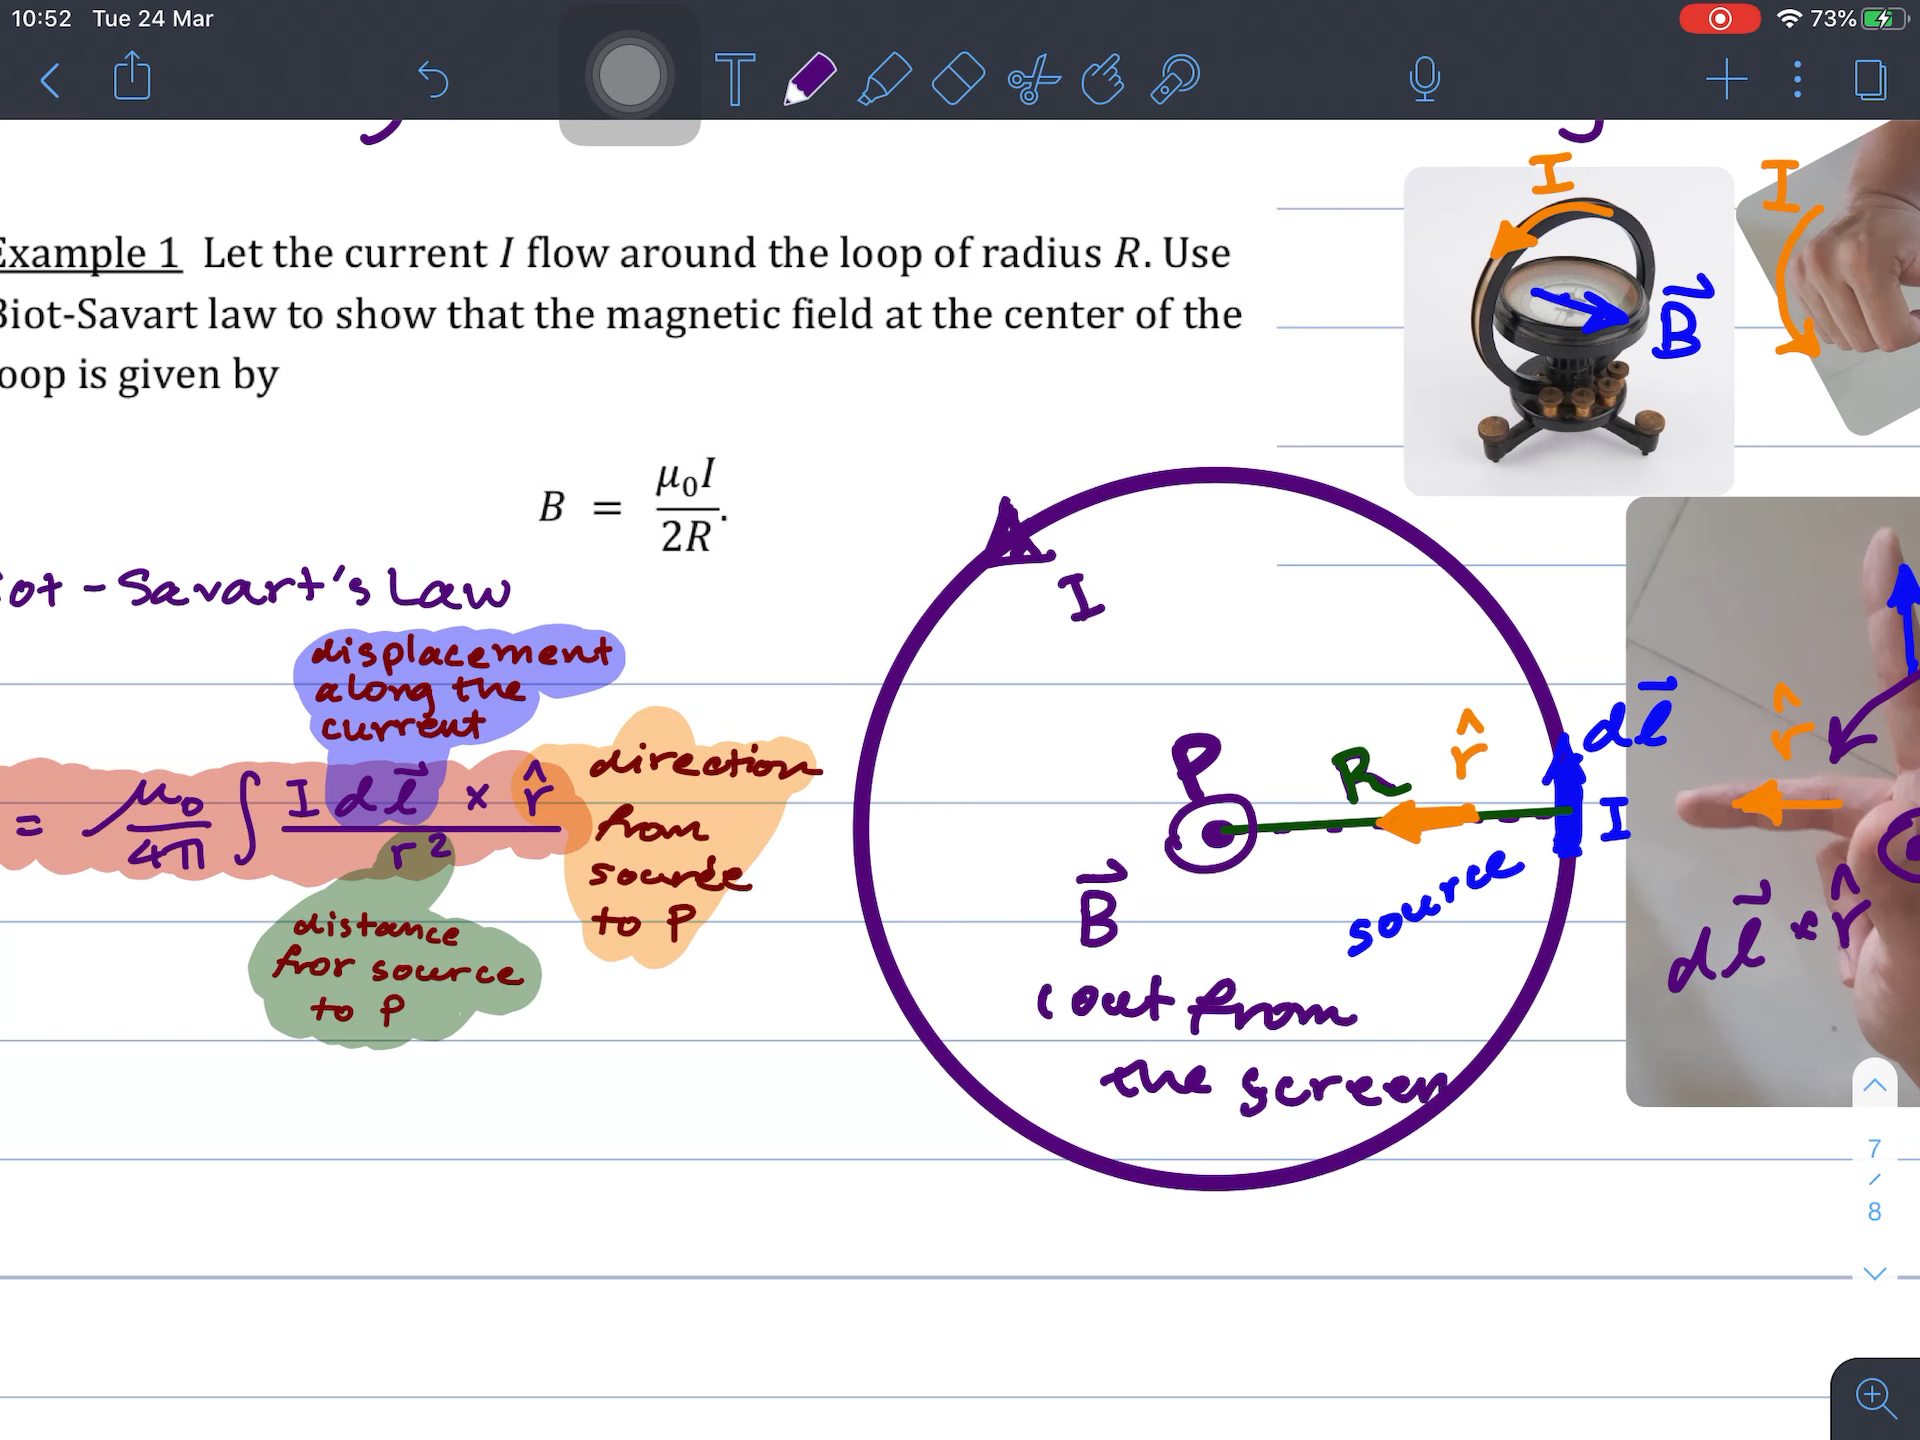 10:52 Tue 24 Mar
73%
Example 1 Let the current I flow around the loop of radius R. Use
Biot-Savart law to show that the magnetic field at the center of the
loop is given by
B = μ₀I / 2R.
iot-Savart's Law
displacement
along the
current
= μ₀/4π ∫ I dl⃗ × r̂ / r²
direction
from
source
to P
distance
fror source
to P
I
P
R
r̂
dl⃗
I
source
B⃗
(out from
the screen
I
B⃗
I
r̂
dl⃗ × r̂
7
/
8